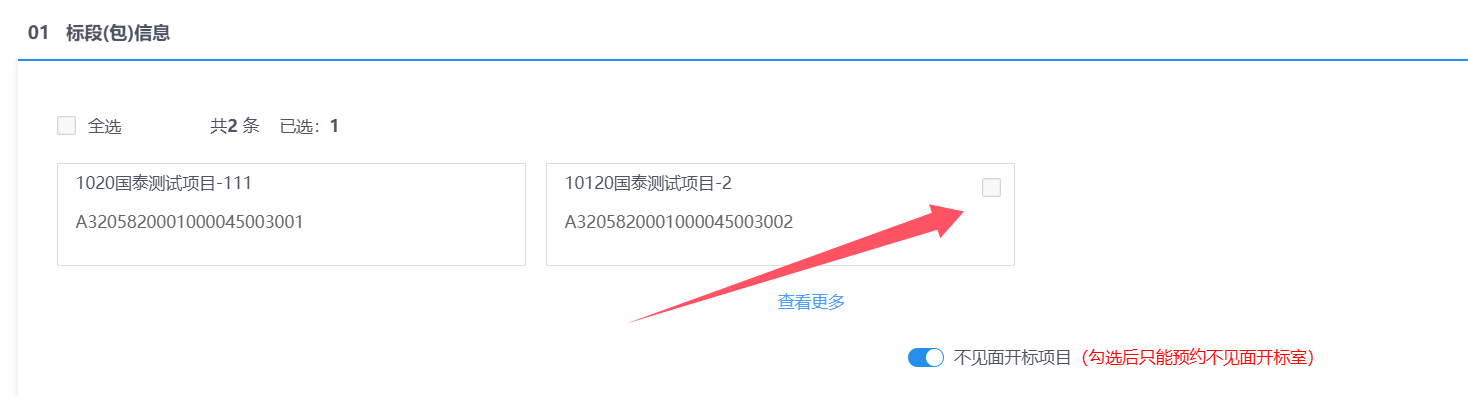 01 标段(包)信息
全选 共2 条 已选：1
1020国泰测试项目-111
A3205820001000045003001
10120国泰测试项目-2
A3205820001000045003002
查看更多
不见面开标项目（勾选后只能预约不见面开标室）